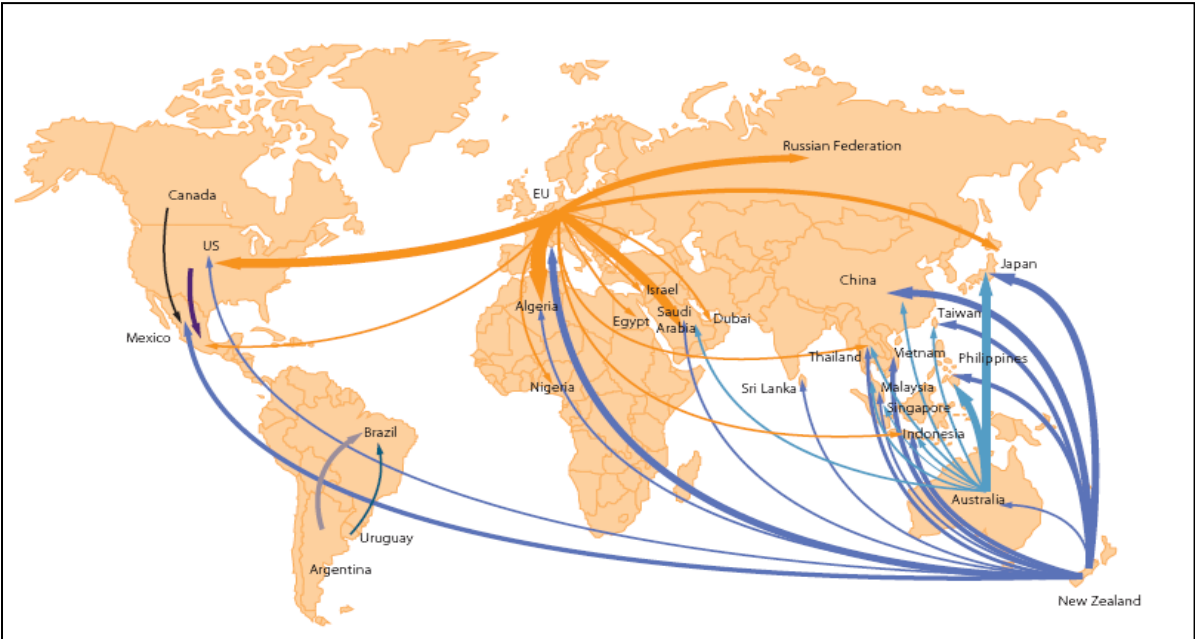 Russian Federation
Canada
EU
US
Japan
China
Israel
Algeria
Saudi
Arabia
Egypt
Dubai
Taiwan
Mexico
Thailand
Vietnam
Philippines
Nigeria
Sri Lanka
Malaysia
Singapore
Brazil
Indonesia
Australia
Uruguay
Argentina
New Zealand